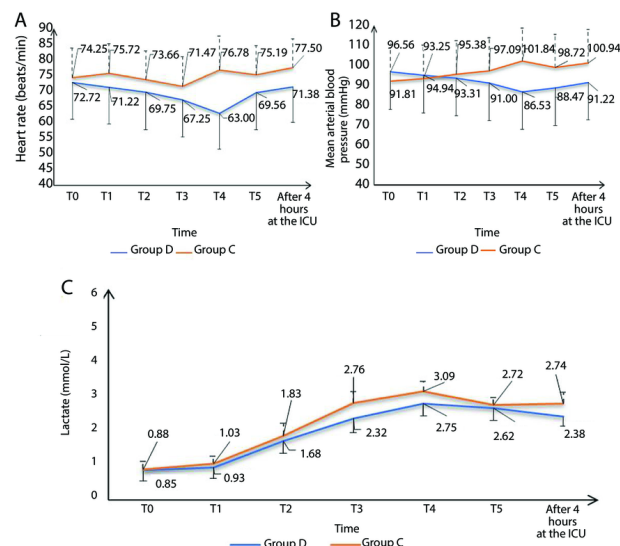 A
Heart rate (beats/min)
90
85
80
75
70
65
60
55
50
45
40
74.25
75.72
73.66
71.47
76.78
75.19
77.50
72.72
71.22
69.75
67.25
63.00
69.56
71.38
T0
T1
T2
T3
T4
T5
After 4
hours
at the ICU
Time
Group D
Group C
B
Mean arterial blood
pressure (mmHg)
120
110
100
90
80
70
60
50
40
96.56
93.25
95.38
97.09
101.84
98.72
100.94
91.81
94.94
93.31
91.00
86.53
88.47
91.22
T0
T1
T2
T3
T4
T5
After 4
hours
at the ICU
Time
Group D
Group C
C
Lactate (mmol/L)
6
5
4
3
2
1
0
0.88
1.03
1.83
2.76
3.09
2.72
2.74
0.85
0.93
1.68
2.32
2.75
2.62
2.38
T0
T1
T2
T3
T4
T5
After 4
hours
at the ICU
Time
Group D
Group C